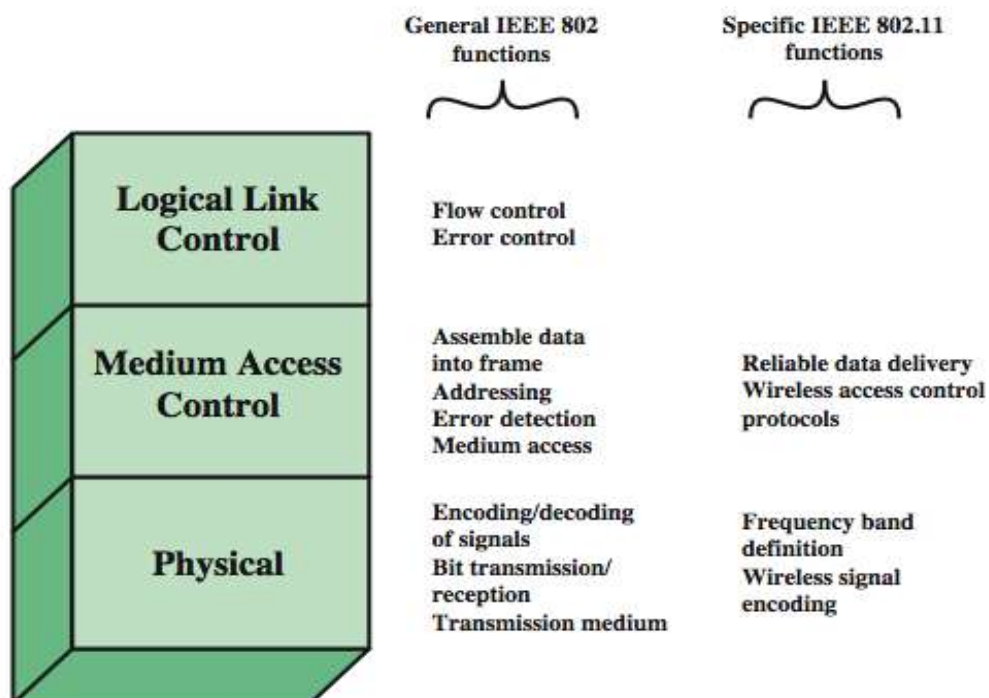 General IEEE 802
functions
Specific IEEE 802.11
functions
Logical Link
Control
Flow control
Error control
Medium Access
Control
Assemble data
into frame
Addressing
Error detection
Medium access
Reliable data delivery
Wireless access control
protocols
Physical
Encoding/decoding
of signals
Bit transmission/
reception
Transmission medium
Frequency band
definition
Wireless signal
encoding